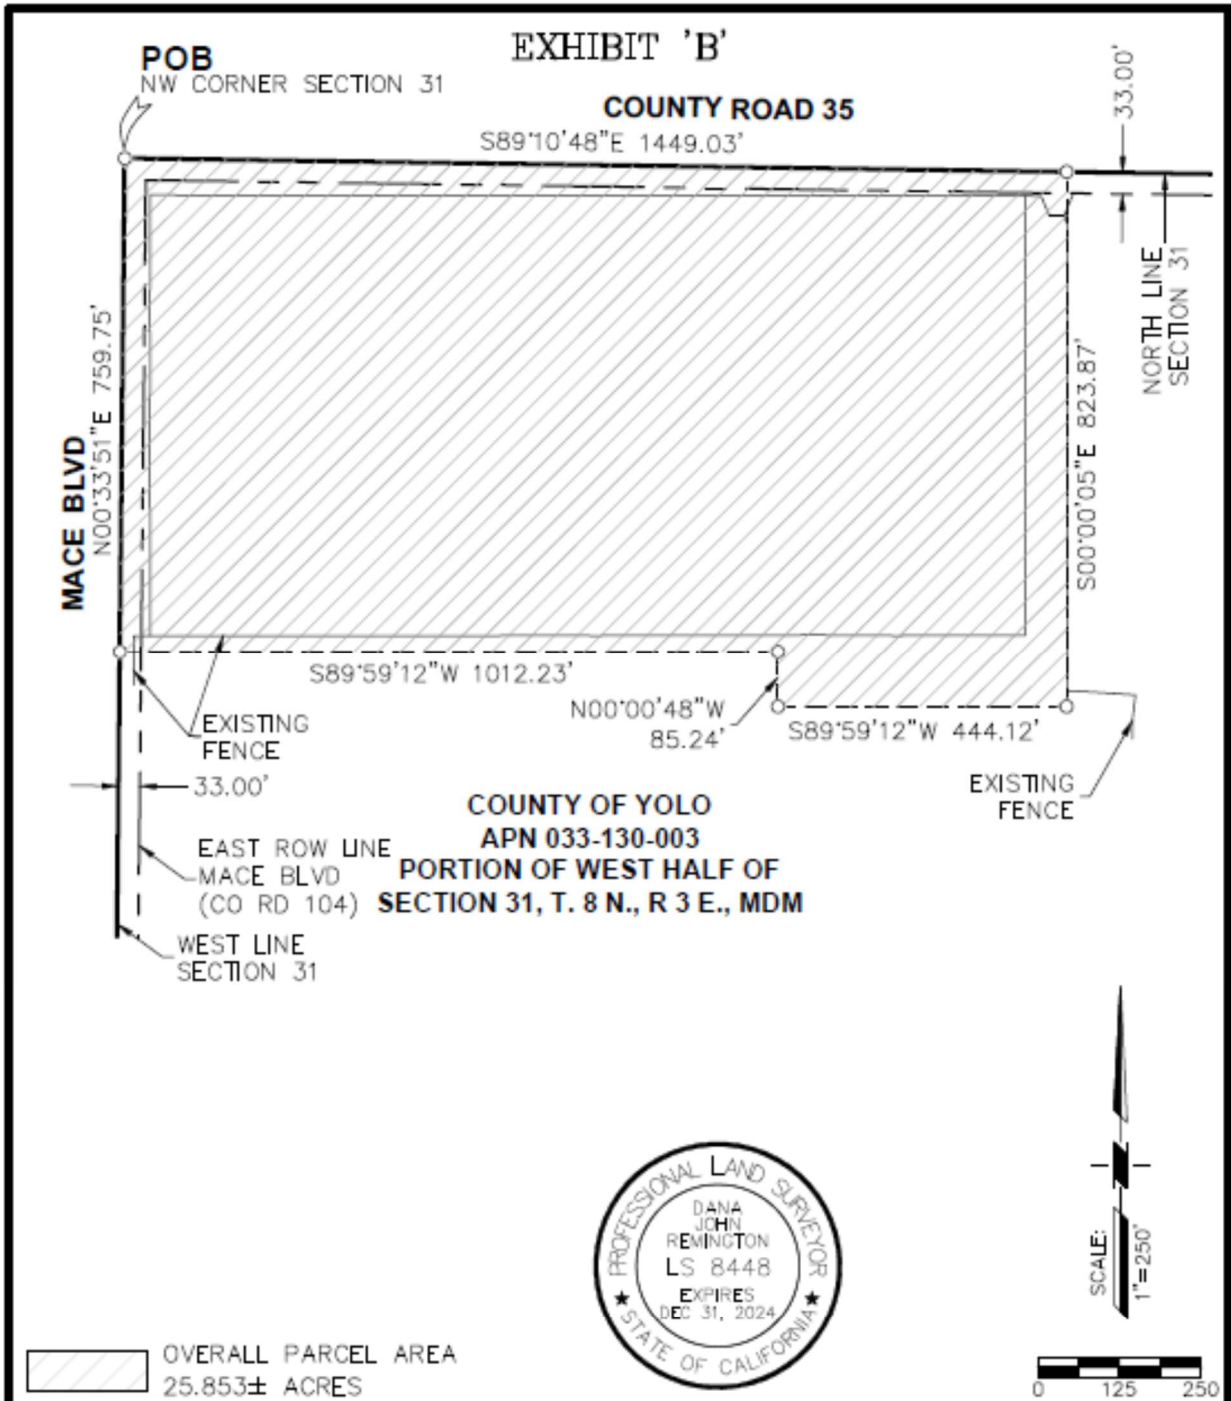 EXHIBIT 'B'
POB
NW CORNER SECTION 31
COUNTY ROAD 35
S89°10'48"E 1449.03'
33.00'
NORTH LINE
SECTION 31
MACE BLVD
N00°33'51"E 759.75'
S00°00'05"E 823.87'
S89°59'12"W 1012.23'
N00°00'48"W
85.24'
S89°59'12"W 444.12'
EXISTING
FENCE
33.00'
EXISTING
FENCE
COUNTY OF YOLO
APN 033-130-003
PORTION OF WEST HALF OF
SECTION 31, T. 8 N., R 3 E., MDM
EAST ROW LINE
MACE BLVD
(CO RD 104)
WEST LINE
SECTION 31
PROFESSIONAL LAND SURVEYOR
DANA
JOHN
REMINGTON
LS 8448
EXPIRES
DEC 31, 2024
STATE OF CALIFORNIA
SCALE:
1"=250'
OVERALL PARCEL AREA
25.853± ACRES
0 125 250